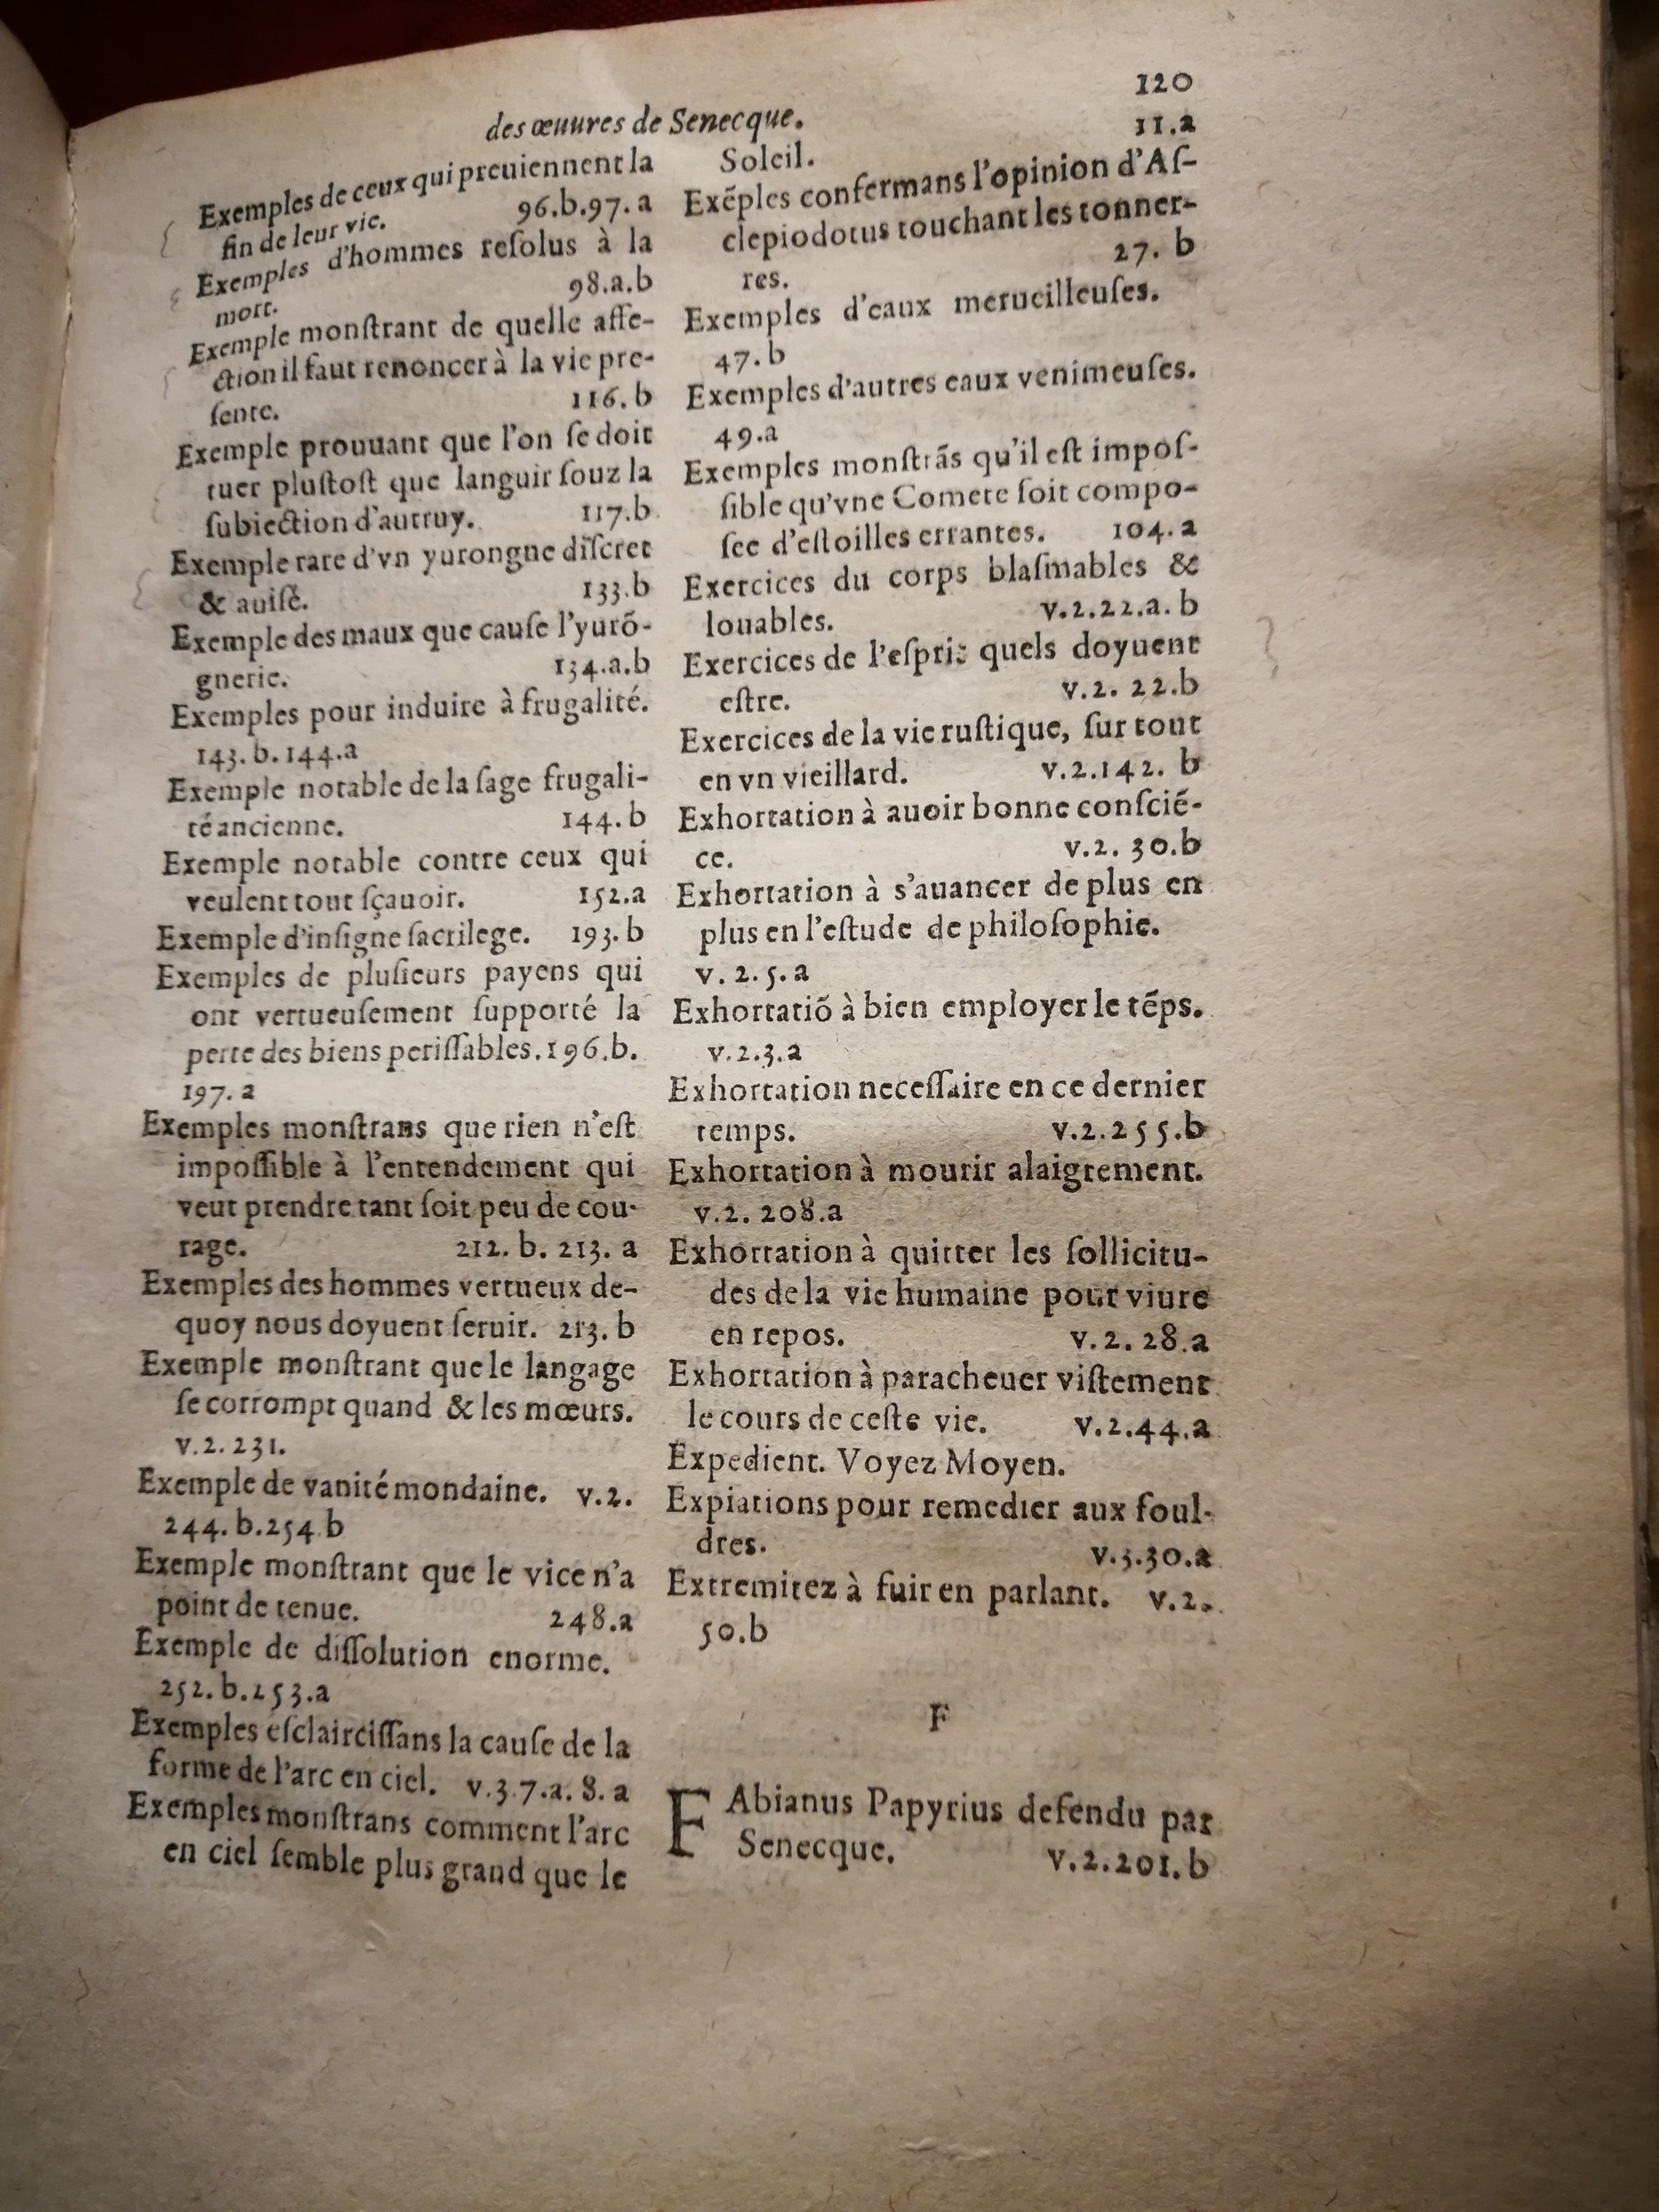 120
des œuures de Senecque.
Exemples de ceux qui preuiennent la
fin de leur vie. 96.b.97.a
Exemples d'hommes reſolus à la
mort. 98.a.b
Exemple monſtrant de quelle affe-
ction il faut renoncer à la vie pre-
ſente. 116.b
Exemple prouuant que l'on ſe doit
tuer pluſtoſt que languir ſouz la
ſubiection d'autruy. 117.b
Exemple rare d'vn yurongne diſcret
& auiſé. 133.b
Exemple des maux que cauſe l'yurõ-
gnerie. 134.a.b
Exemples pour induire à frugalité.
143.b.144.a
Exemple notable de la ſage frugali-
té ancienne. 144.b
Exemple notable contre ceux qui
veulent tout ſçauoir. 152.a
Exemple d'inſigne ſacrilege. 193.b
Exemples de pluſieurs payens qui
ont vertueuſement ſupporté la
perte des biens periſſables. 196.b.
197.a
Exemples monſtrans que rien n'eſt
impoſſible à l'entendement qui
veut prendre tant ſoit peu de cou-
rage. 212.b.213.a
Exemples des hommes vertueux de-
quoy nous doyuent ſeruir. 213.b
Exemple monſtrant que le langage
ſe corrompt quand & les mœurs.
v.2.231.
Exemple de vanité mondaine. v.2.
244.b.254.b
Exemple monſtrant que le vice n'a
point de tenue. 248.a
Exemple de diſſolution enorme.
252.b.253.a
Exemples eſclairciſſans la cauſe de la
forme de l'arc en ciel. v.3.7.a.8.a
Exemples monſtrans comment l'arc
en ciel ſemble plus grand que le
Soleil. 11.a
Exẽples confermans l'opinion d'Aſ-
clepiodotus touchant les tonner-
res. 27.b
Exemples d'eaux merueilleuſes.
47.b
Exemples d'autres eaux venimeuſes.
49.a
Exemples monſtrãs qu'il eſt impoſ-
ſible qu'vne Comete ſoit compo-
ſee d'eſtoilles errantes. 104.a
Exercices du corps blaſmables &
louables. v.2.22.a.b
Exercices de l'eſprit quels doyuent
eſtre. v.2.22.b
Exercices de la vie ruſtique, ſur tout
en vn vieillard. v.2.142.b
Exhortation à auoir bonne conſciẽ-
ce. v.2.30.b
Exhortation à s'auancer de plus en
plus en l'eſtude de philoſophie.
v.2.5.a
Exhortatiõ à bien employer le tẽps.
v.2.3.a
Exhortation neceſſaire en ce dernier
temps. v.2.255.b
Exhortation à mourir alaigrement.
v.2.208.a
Exhortation à quitter les ſollicitu-
des de la vie humaine pour viure
en repos. v.2.28.a
Exhortation à paracheuer viſtement
le cours de ceſte vie. v.2.44.a
Expedient. Voyez Moyen.
Expiations pour remedier aux foul-
dres. v.3.30.a
Extremitez à fuir en parlant. v.2.
50.b
F
FAbianus Papyrius defendu par
Senecque. v.2.201.b